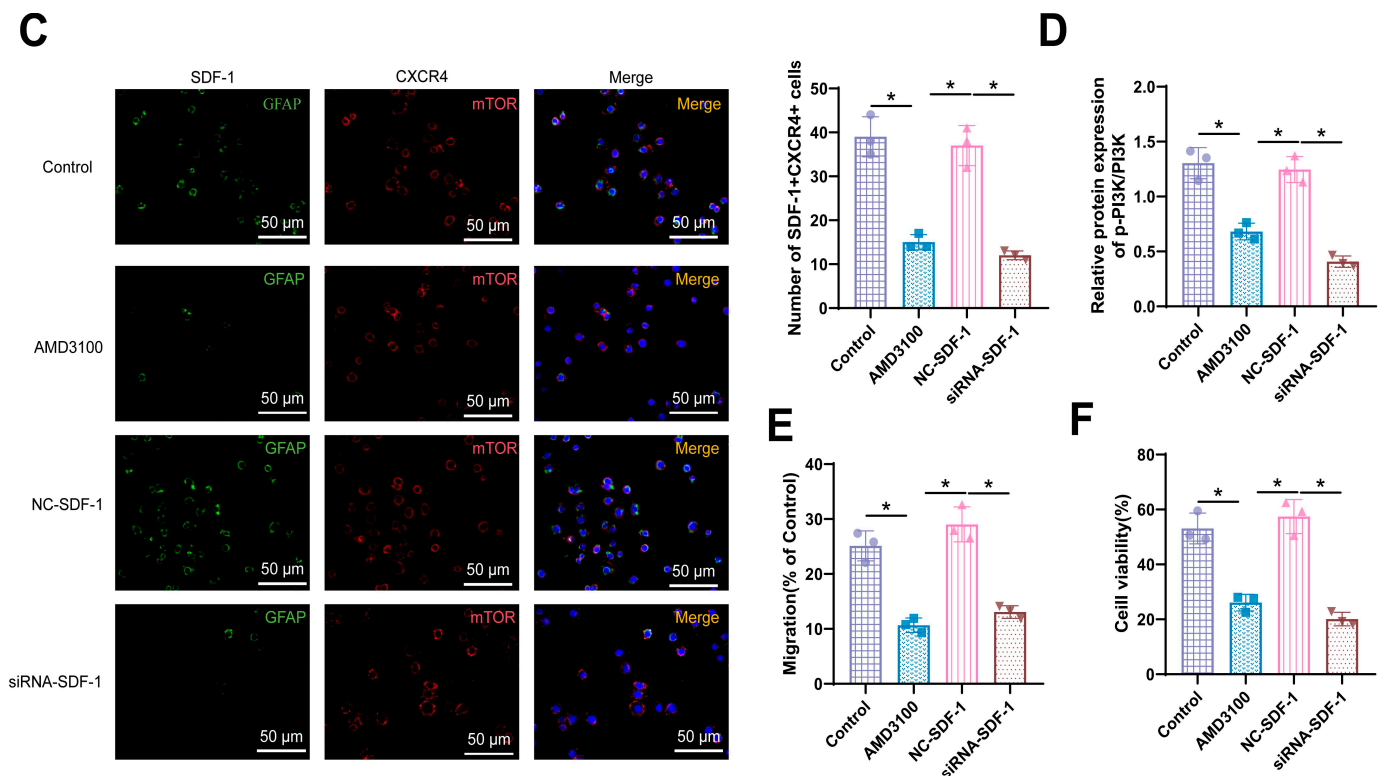 C
SDF-1 CXCR4 Merge
Control
GFAP mTOR Merge
50 µm 50 µm 50 µm
AMD3100
GFAP mTOR Merge
50 µm 50 µm 50 µm
NC-SDF-1
GFAP mTOR Merge
50 µm 50 µm 50 µm
siRNA-SDF-1
GFAP mTOR Merge
50 µm 50 µm 50 µm
Number of SDF-1+CXCR4+ cells
50
40
30
20
10
0
* * *
Control
AMD3100
NC-SDF-1
siRNA-SDF-1
D
Relative protein expression
of p-PI3K/PI3K
2.0
1.5
1.0
0.5
0.0
* * *
Control
AMD3100
NC-SDF-1
siRNA-SDF-1
E
Migration(% of Control)
40
30
20
10
0
* * *
Control
AMD3100
NC-SDF-1
siRNA-SDF-1
F
Ceill viability(%)
80
60
40
20
0
* * *
Control
AMD3100
NC-SDF-1
siRNA-SDF-1